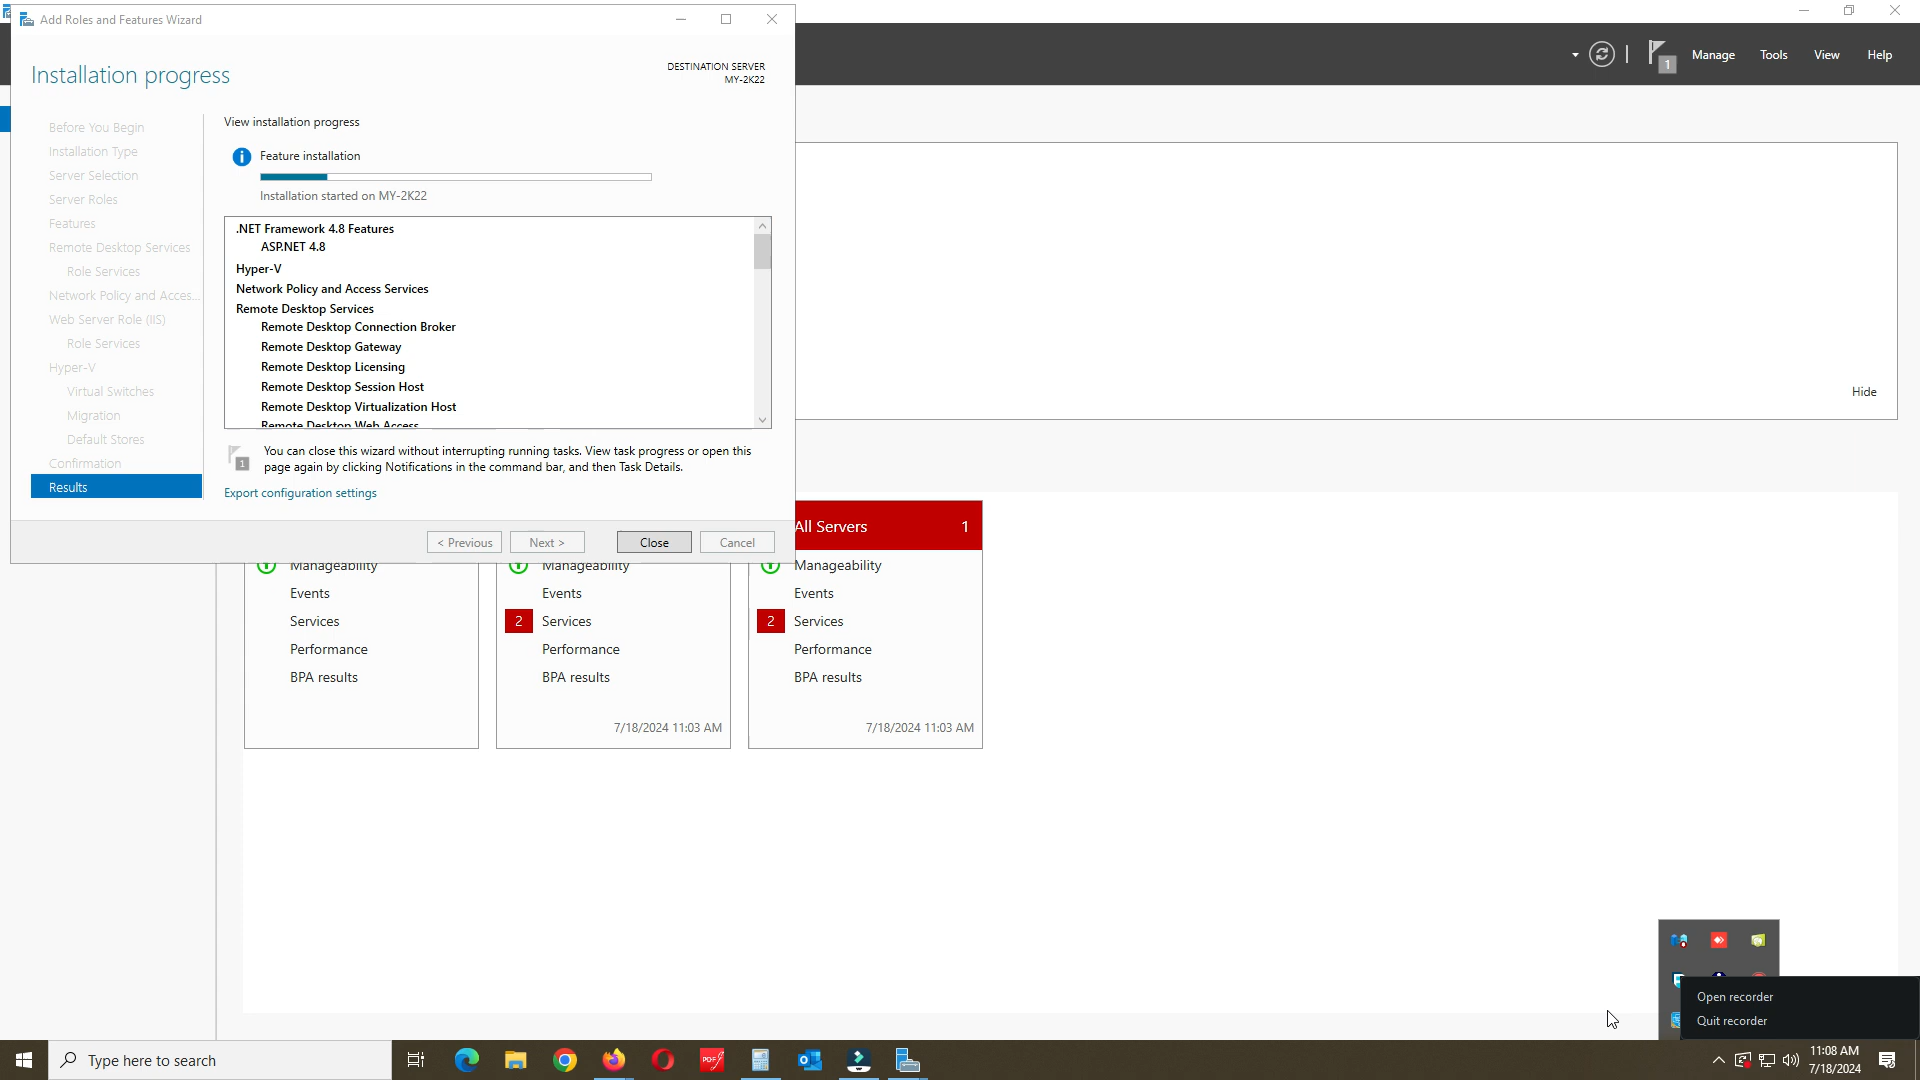 Add Roles and Features Wizard
Manage
Tools
View
Help
1
Installation progress
DESTINATION SERVER
MY-2K22
Before You Begin
Installation Type
Server Selection
Server Roles
Features
Remote Desktop Services
Role Services
Network Policy and Acces...
Web Server Role (IIS)
Role Services
Hyper-V
Virtual Switches
Migration
Default Stores
Confirmation
Results
View installation progress
Feature installation
Installation started on MY-2K22
.NET Framework 4.8 Features
ASP.NET 4.8
Hyper-V
Network Policy and Access Services
Remote Desktop Services
Remote Desktop Connection Broker
Remote Desktop Gateway
Remote Desktop Licensing
Remote Desktop Session Host
Remote Desktop Virtualization Host
Remote Desktop Web Access
1
You can close this wizard without interrupting running tasks. View task progress or open this
page again by clicking Notifications in the command bar, and then Task Details.
Export configuration settings
< Previous
Next >
Close
Cancel
Hide
All Servers 1
Manageability
Events
Services
Performance
BPA results
Manageability
Events
2 Services
Performance
BPA results
7/18/2024 11:03 AM
Manageability
Events
2 Services
Performance
BPA results
7/18/2024 11:03 AM
Open recorder
Quit recorder
Type here to search
PDF
11:08 AM
7/18/2024